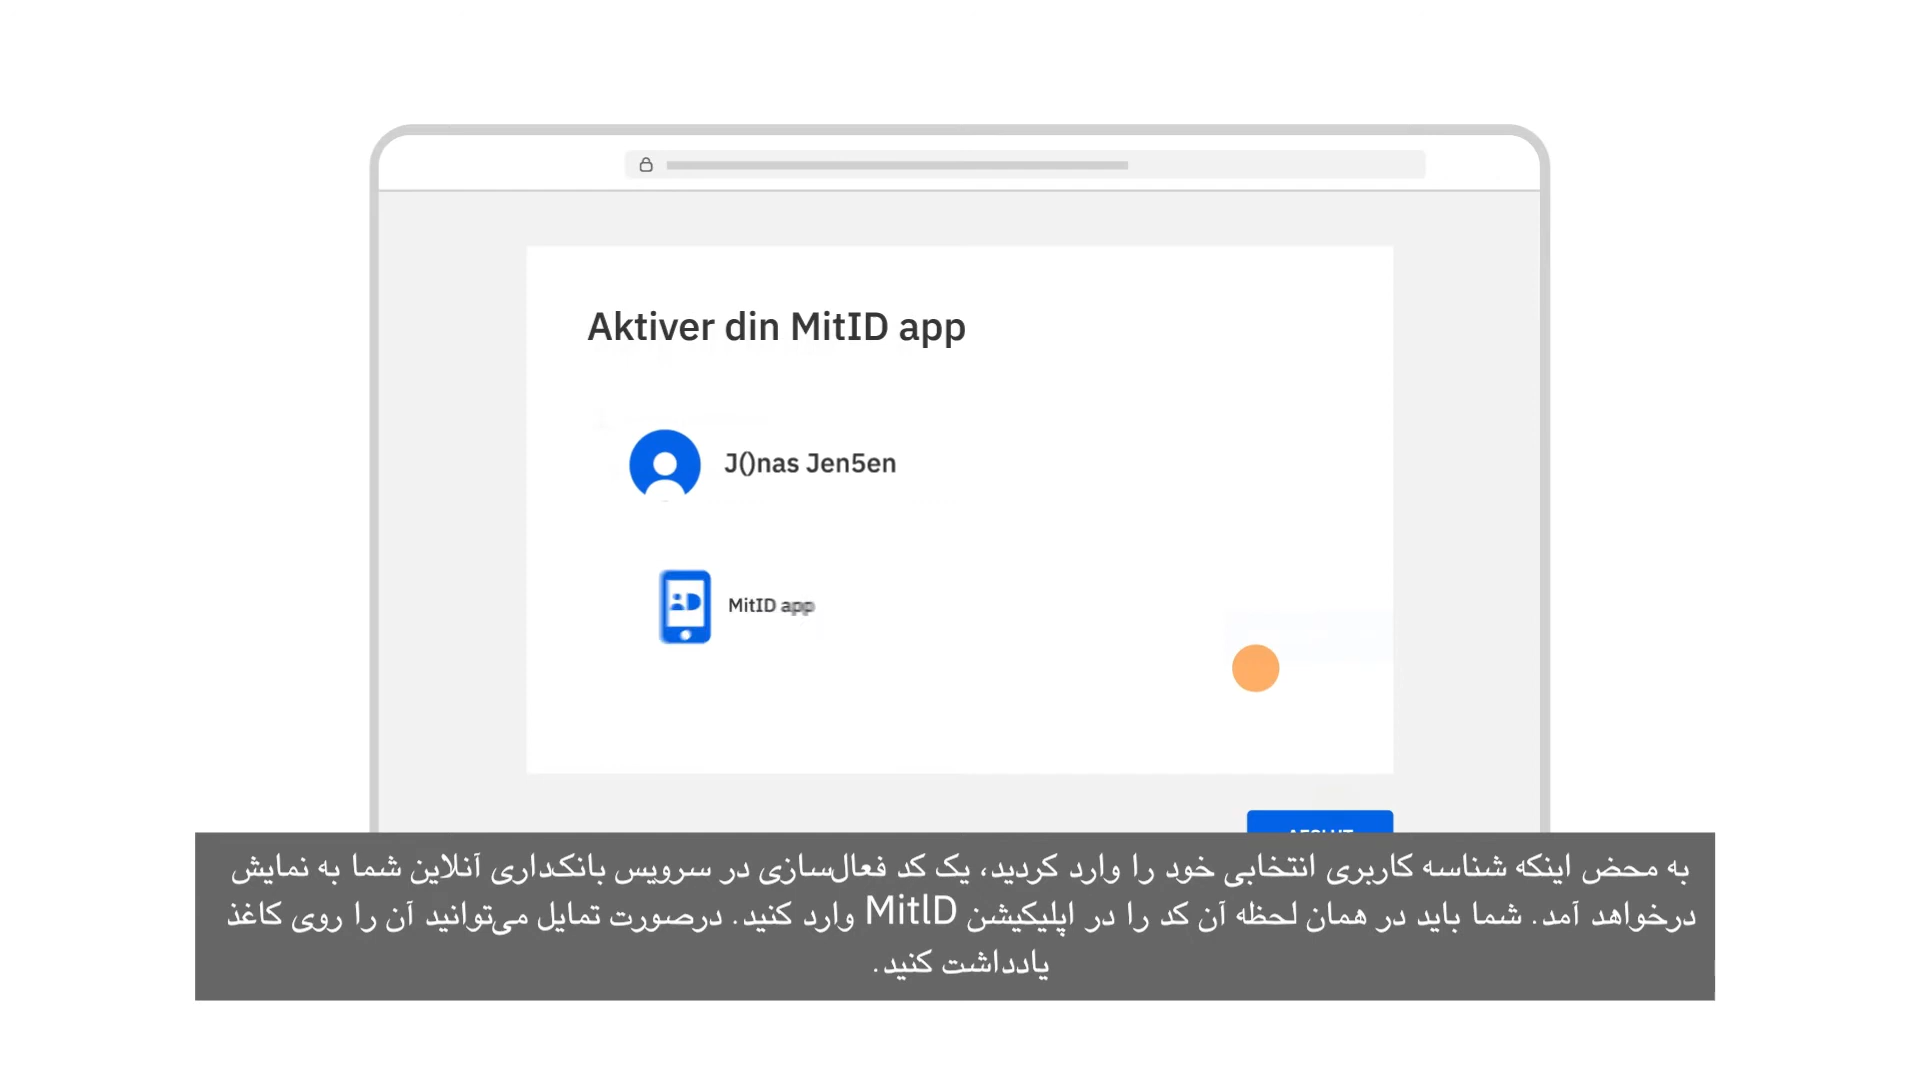 Aktiver din MitID app
J()nas Jen5en
MitID app
به محض اینکه شناسه کاربری انتخابی خود را وارد کردید، یک کد فعال‌سازی در سرویس بانکداری آنلاین شما به نمایش
درخواهد آمد. شما باید در همان لحظه آن کد را در اپلیکیشن MitlD وارد کنید. درصورت تمایل می‌توانید آن را روی کاغذ
یادداشت کنید.